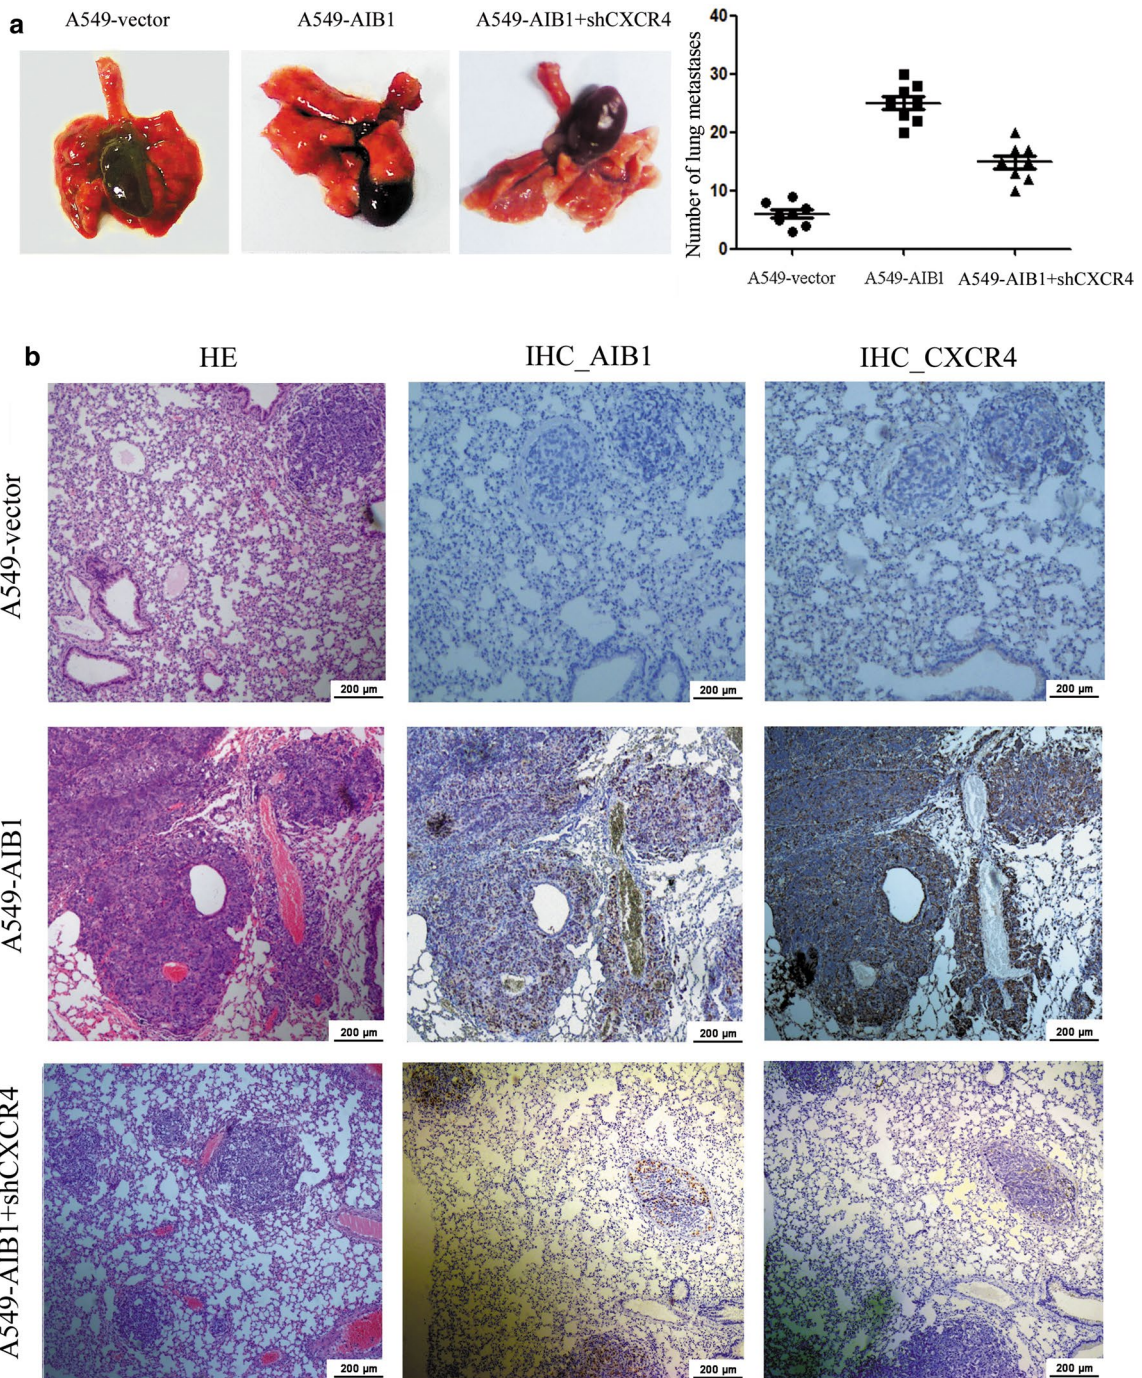 a
A549-vector
A549-AIB1
A549-AIB1+shCXCR4
Number of lung metastases
40
30
20
10
0
A549-vector
A549-AIB1
A549-AIB1+shCXCR4
b
HE
IHC_AIB1
IHC_CXCR4
A549-vector
200 µm
200 µm
200 µm
A549-AIB1
200 µm
200 µm
200 µm
A549-AIB1+shCXCR4
200 µm
200 µm
200 µm